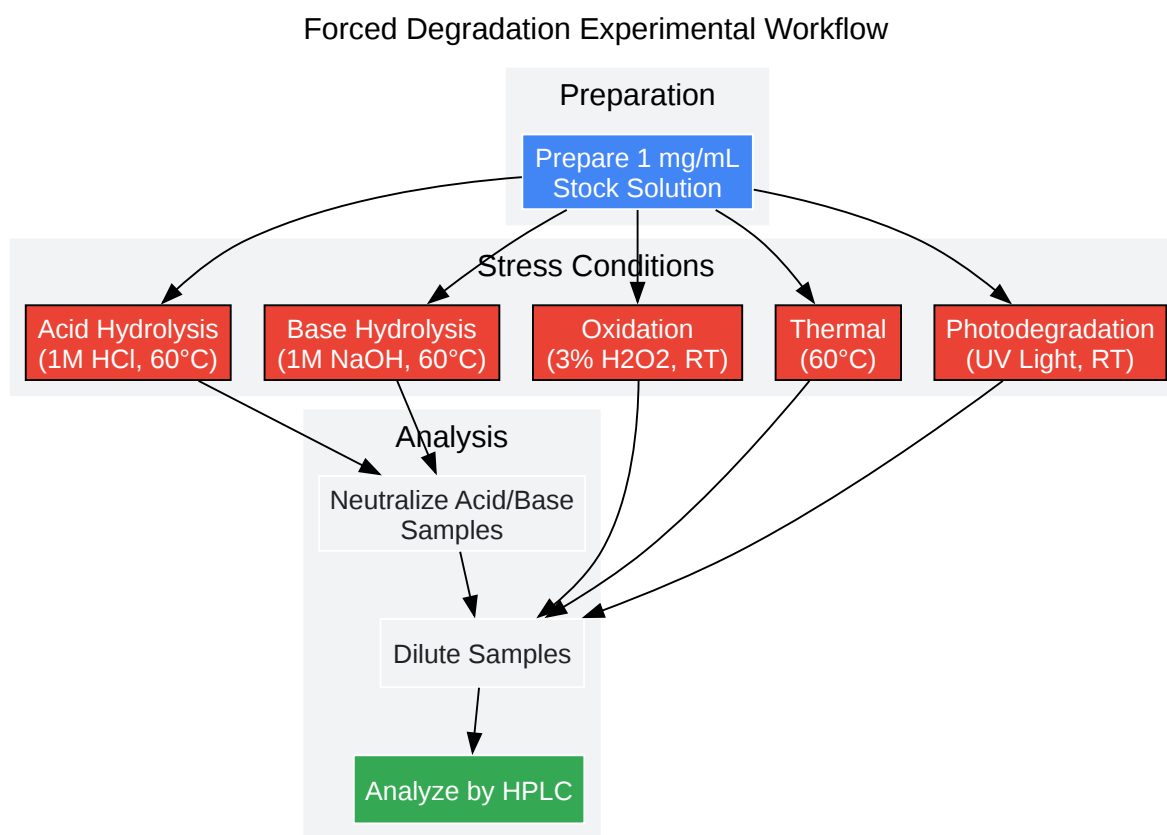 Forced Degradation Experimental Workflow
Preparation
Prepare 1 mg/mL
Stock Solution
Stress Conditions
Acid Hydrolysis
(1M HCl, 60°C)
Base Hydrolysis
(1M NaOH, 60°C)
Oxidation
(3% H2O2, RT)
Thermal
(60°C)
Photodegradation
(UV Light, RT)
Analysis
Neutralize Acid/Base
Samples
Dilute Samples
Analyze by HPLC